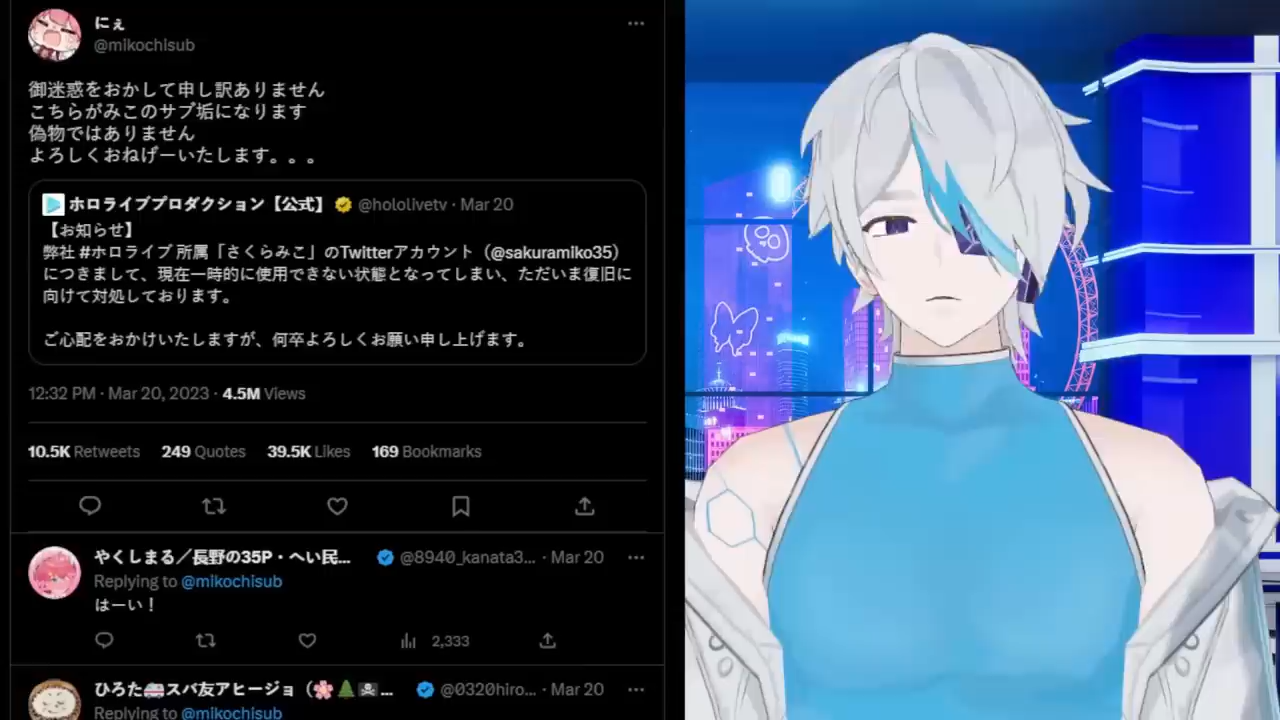 にぇ
@mikochisub
御迷惑をおかして申し訳ありません
こちらがみこのサブ垢になります
偽物ではありません
よろしくおねげーいたします。。。
ホロライブプロダクション【公式】 @hololivetv · Mar 20
【お知らせ】
弊社 #ホロライブ 所属「さくらみこ」のTwitterアカウント（@sakuramiko35）
につきまして、現在一時的に使用できない状態となってしまい、ただいま復旧に
向けて対処しております。
ご心配をおかけいたしますが、何卒よろしくお願い申し上げます。
12:32 PM · Mar 20, 2023 · 4.5M Views
10.5K Retweets 249 Quotes 39.5K Likes 169 Bookmarks
やくしまる／長野の35P・へい民... @8940_kanata3... · Mar 20
Replying to @mikochisub
はーい！
2,333
ひろた🚑スバ友アヒージョ（🌸🌲☠... @0320hiro... · Mar 20
Replying to @mikochisub